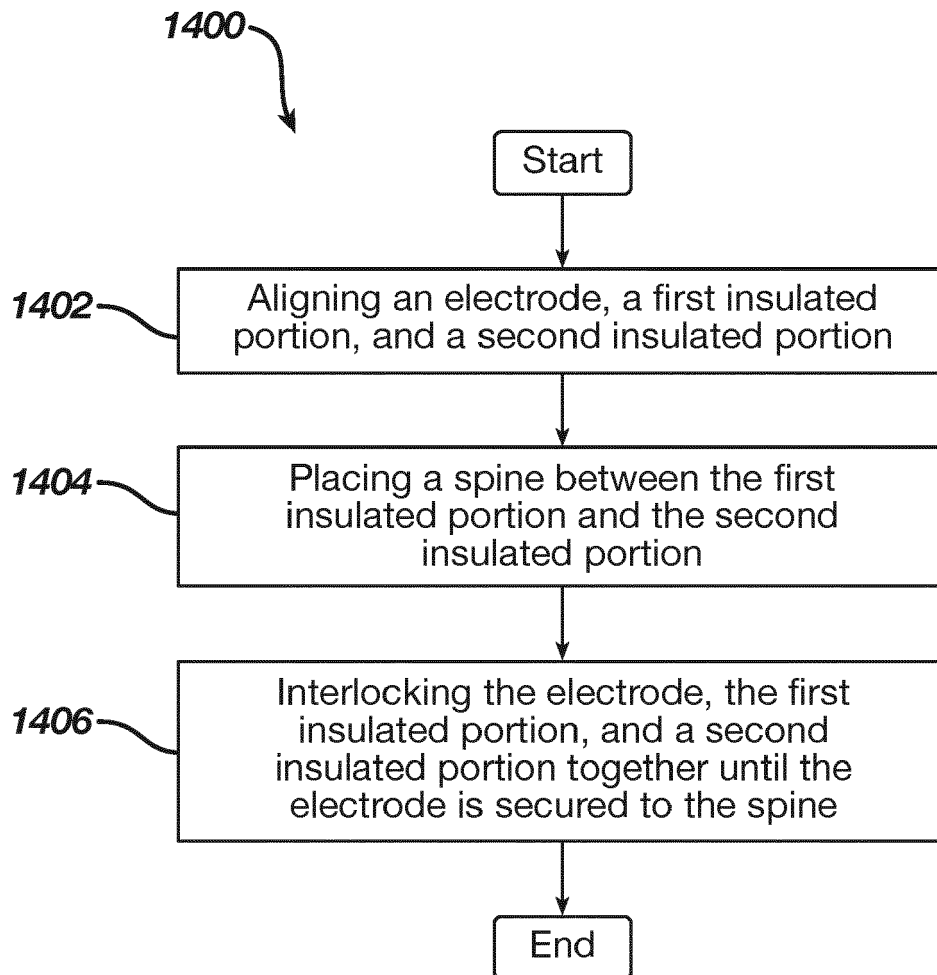 1400
Start
1402
Aligning an electrode, a first insulated
portion, and a second insulated portion
1404
Placing a spine between the first
insulated portion and the second
insulated portion
1406
Interlocking the electrode, the first
insulated portion, and a second
insulated portion together until the
electrode is secured to the spine
End